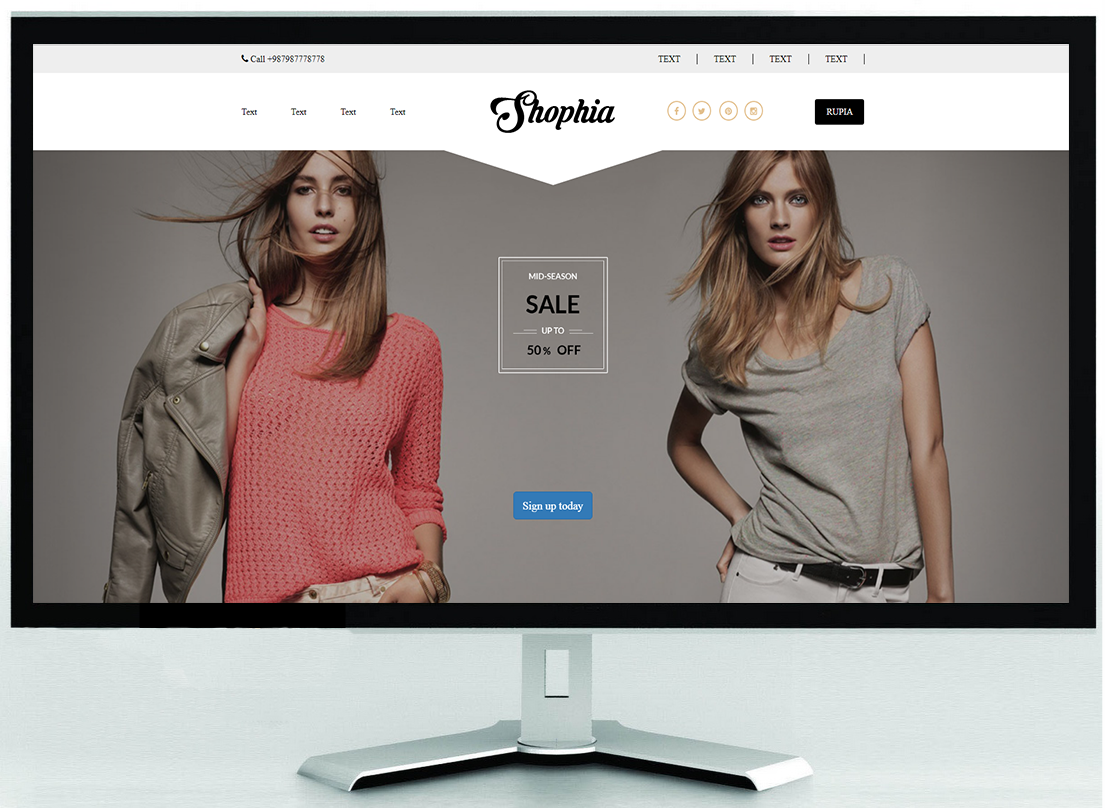 Call +987987778778
TEXT TEXT TEXT TEXT
Text Text Text Text
Shophia
RUPIA
MID-SEASON
SALE
UP TO
50% OFF
Sign up today